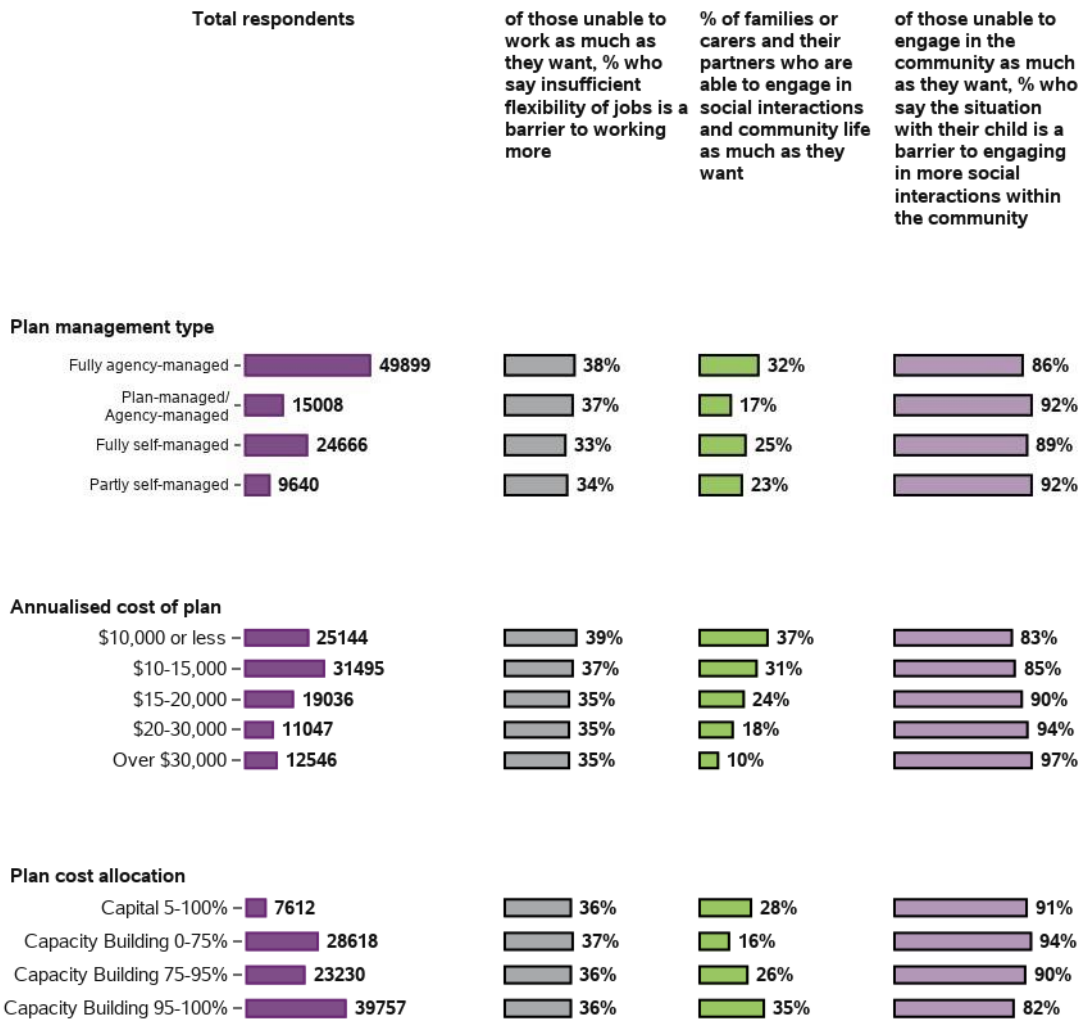 Total respondents
of those unable to
work as much as
they want, % who
say insufficient
flexibility of jobs is a
barrier to working
more
% of families or
carers and their
partners who are
able to engage in
social interactions
and community life
as much as they
want
of those unable to
engage in the
community as much
as they want, % who
say the situation
with their child is a
barrier to engaging
in more social
interactions within
the community
Plan management type
Fully agency-managed 49899 38% 32% 86%
Plan-managed/
Agency-managed 15008 37% 17% 92%
Fully self-managed 24666 33% 25% 89%
Partly self-managed 9640 34% 23% 92%
Annualised cost of plan
$10,000 or less 25144 39% 37% 83%
$10-15,000 31495 37% 31% 85%
$15-20,000 19036 35% 24% 90%
$20-30,000 11047 35% 18% 94%
Over $30,000 12546 35% 10% 97%
Plan cost allocation
Capital 5-100% 7612 36% 28% 91%
Capacity Building 0-75% 28618 37% 16% 94%
Capacity Building 75-95% 23230 36% 26% 90%
Capacity Building 95-100% 39757 36% 35% 82%